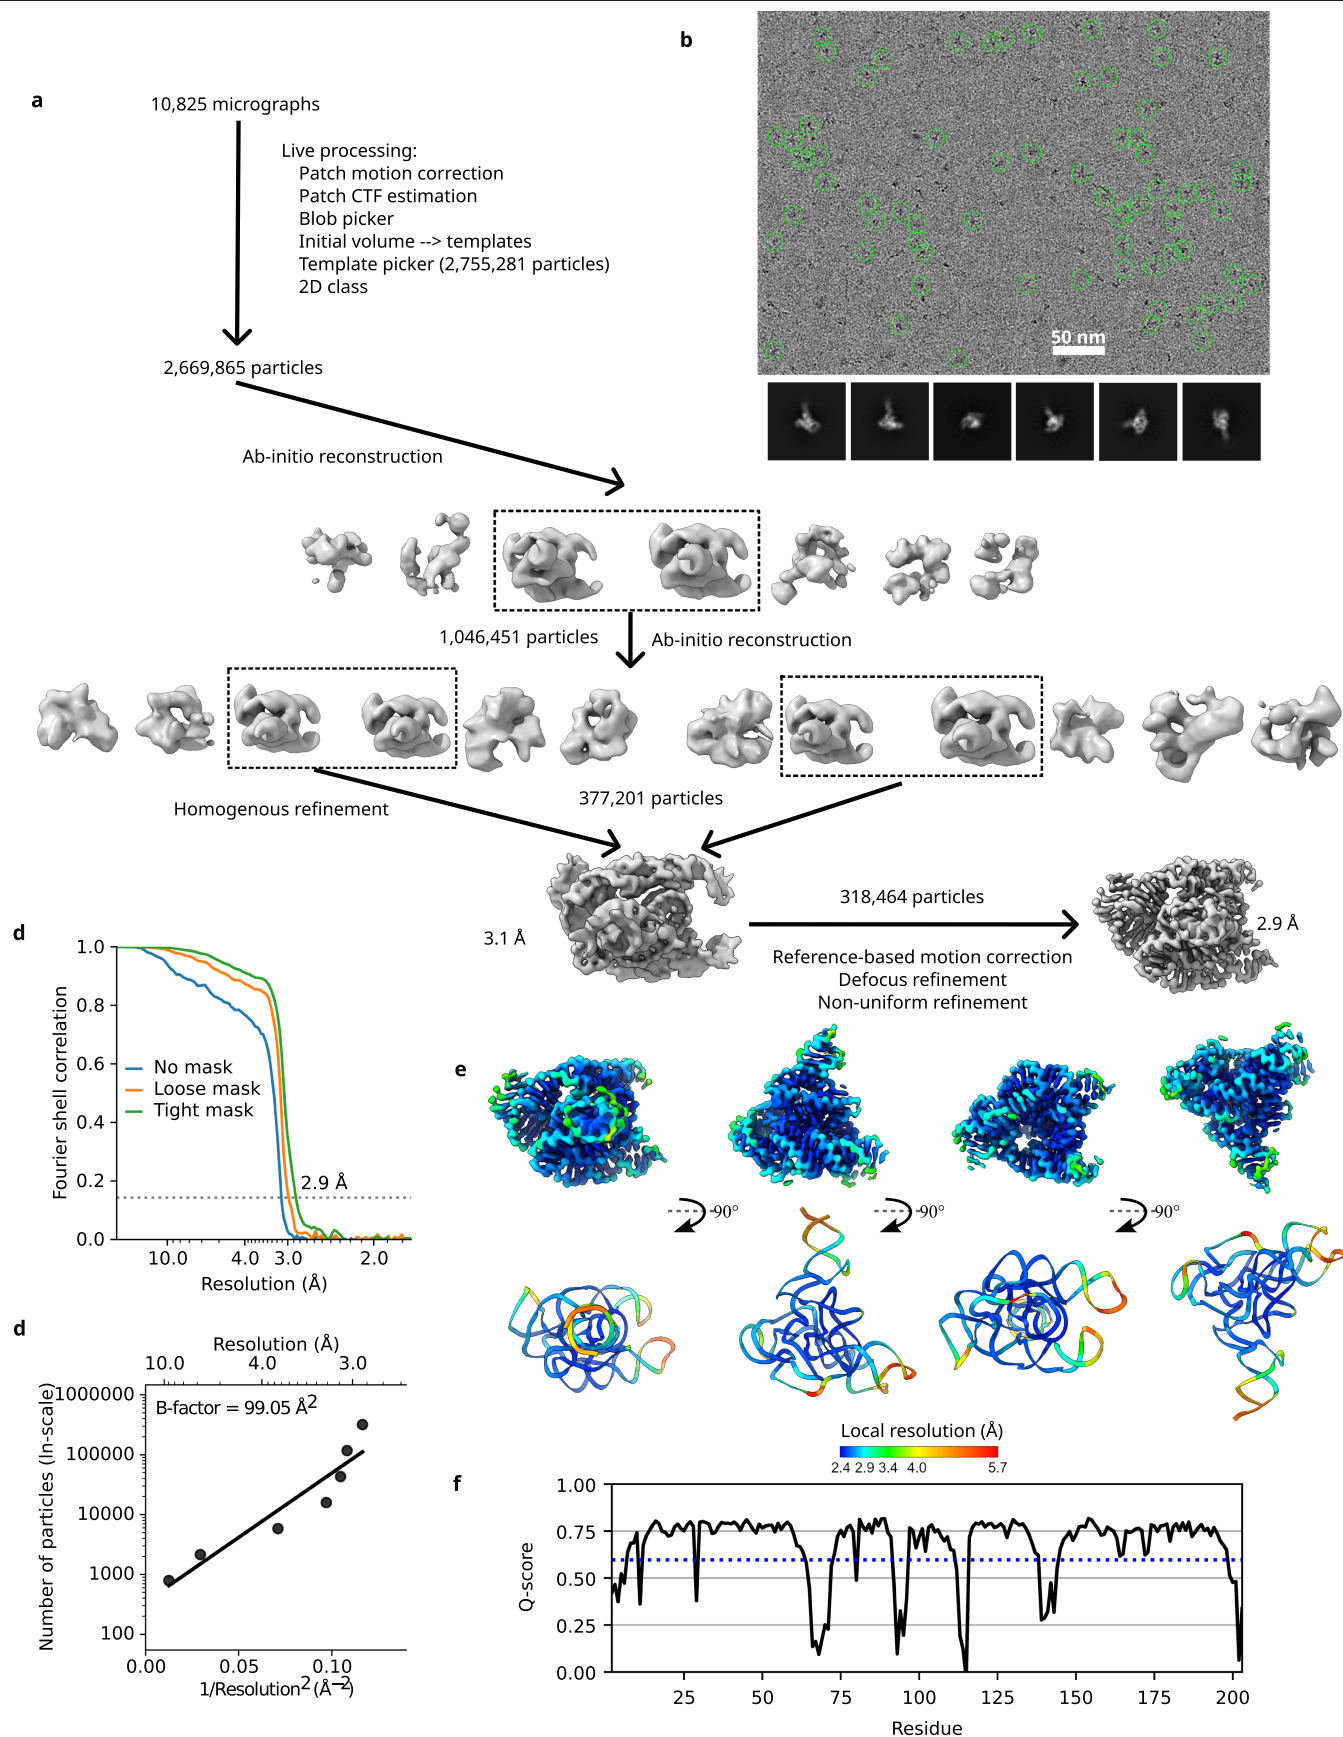 a
10,825 micrographs
Live processing:
Patch motion correction
Patch CTF estimation
Blob picker
Initial volume --> templates
Template picker (2,755,281 particles)
2D class
2,669,865 particles
Ab-initio reconstruction
b
50 nm
1,046,451 particles
Ab-initio reconstruction
Homogenous refinement
377,201 particles
3.1 Å
318,464 particles
Reference-based motion correction
Defocus refinement
Non-uniform refinement
2.9 Å
d
Fourier shell correlation
1.0
0.8
0.6
0.4
0.2
0.0
No mask
Loose mask
Tight mask
2.9 Å
10.0 4.0 3.0 2.0
Resolution (Å)
e
90°
90°
90°
Local resolution (Å)
2.4 2.9 3.4 4.0 5.7
d
Resolution (Å)
10.0 4.0 3.0
Number of particles (ln-scale)
1000000
100000
10000
1000
100
B-factor = 99.05 Å²
0.00 0.05 0.10
1/Resolution² (Å⁻²)
f
Q-score
1.00
0.75
0.50
0.25
0.00
25 50 75 100 125 150 175 200
Residue